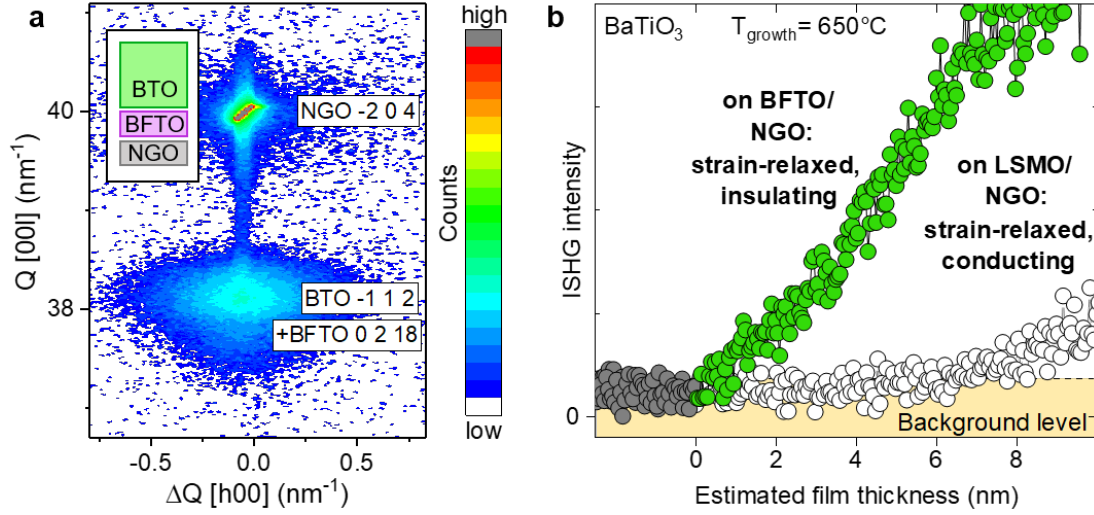 a
high
BTO
BFTO
NGO
NGO -2 0 4
BTO -1 1 2
+BFTO 0 2 18
40
38
Q [00l] (nm⁻¹)
-0.5
0.0
0.5
ΔQ [h00] (nm⁻¹)
Counts
low
b
BaTiO₃
T_growth= 650°C
on BFTO/
NGO:
strain-relaxed,
insulating
on LSMO/
NGO:
strain-relaxed,
conducting
Background level
ISHG intensity
0
0
2
4
6
8
Estimated film thickness (nm)